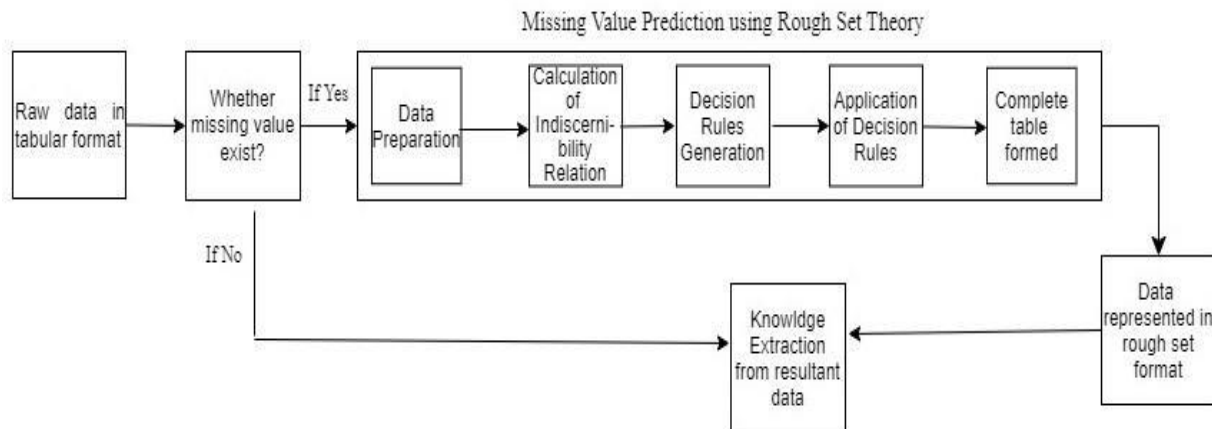 Missing Value Prediction using Rough Set Theory
Raw data in
tabular format
Whether
missing value
exist?
If Yes
Data
Preparation
Calculation
of
Indiscerni-
bility
Relation
Decision
Rules
Generation
Application
of Decision
Rules
Complete
table
formed
If No
Knowldge
Extraction
from resultant
data
Data
represented in
rough set
format